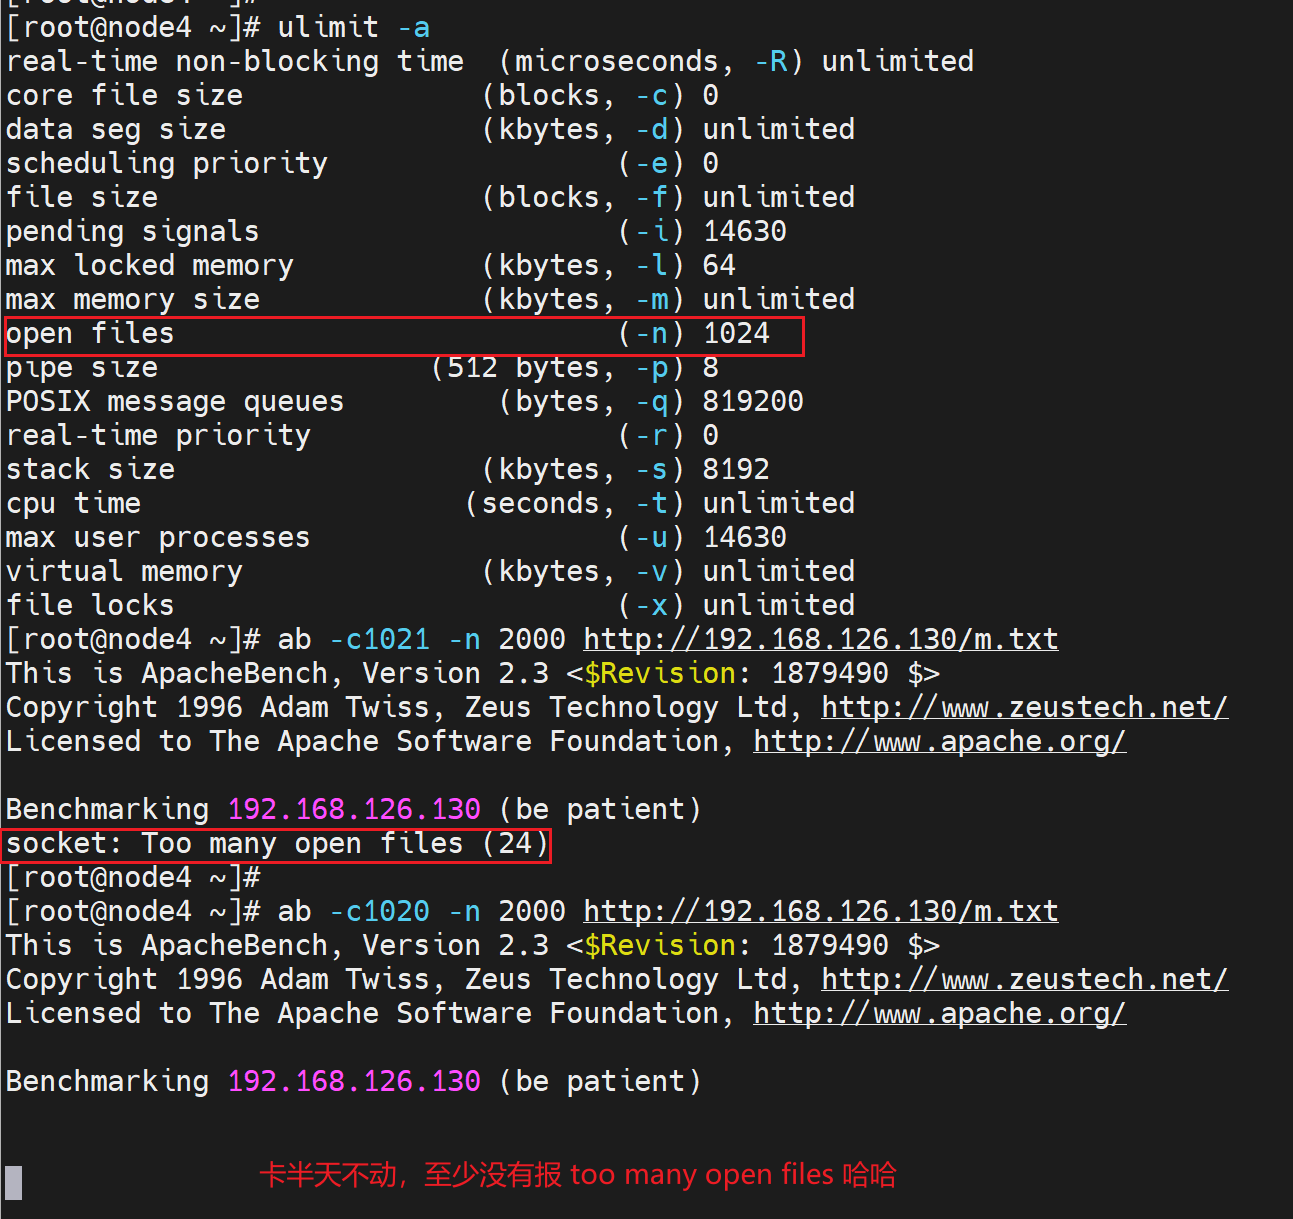 [root@node4 ~]#
[root@node4 ~]# ulimit -a
real-time non-blocking time  (microseconds, -R) unlimited
core file size              (blocks, -c) 0
data seg size               (kbytes, -d) unlimited
scheduling priority                 (-e) 0
file size                   (blocks, -f) unlimited
pending signals                     (-i) 14630
max locked memory           (kbytes, -l) 64
max memory size             (kbytes, -m) unlimited
open files                          (-n) 1024
pipe size                (512 bytes, -p) 8
POSIX message queues         (bytes, -q) 819200
real-time priority                  (-r) 0
stack size                  (kbytes, -s) 8192
cpu time                   (seconds, -t) unlimited
max user processes                  (-u) 14630
virtual memory              (kbytes, -v) unlimited
file locks                          (-x) unlimited
[root@node4 ~]# ab -c1021 -n 2000 http://192.168.126.130/m.txt
This is ApacheBench, Version 2.3 <$Revision: 1879490 $>
Copyright 1996 Adam Twiss, Zeus Technology Ltd, http://www.zeustech.net/
Licensed to The Apache Software Foundation, http://www.apache.org/
Benchmarking 192.168.126.130 (be patient)
socket: Too many open files (24)
[root@node4 ~]#
[root@node4 ~]# ab -c1020 -n 2000 http://192.168.126.130/m.txt
This is ApacheBench, Version 2.3 <$Revision: 1879490 $>
Copyright 1996 Adam Twiss, Zeus Technology Ltd, http://www.zeustech.net/
Licensed to The Apache Software Foundation, http://www.apache.org/
Benchmarking 192.168.126.130 (be patient)
卡半天不动，至少没有报 too many open files 哈哈